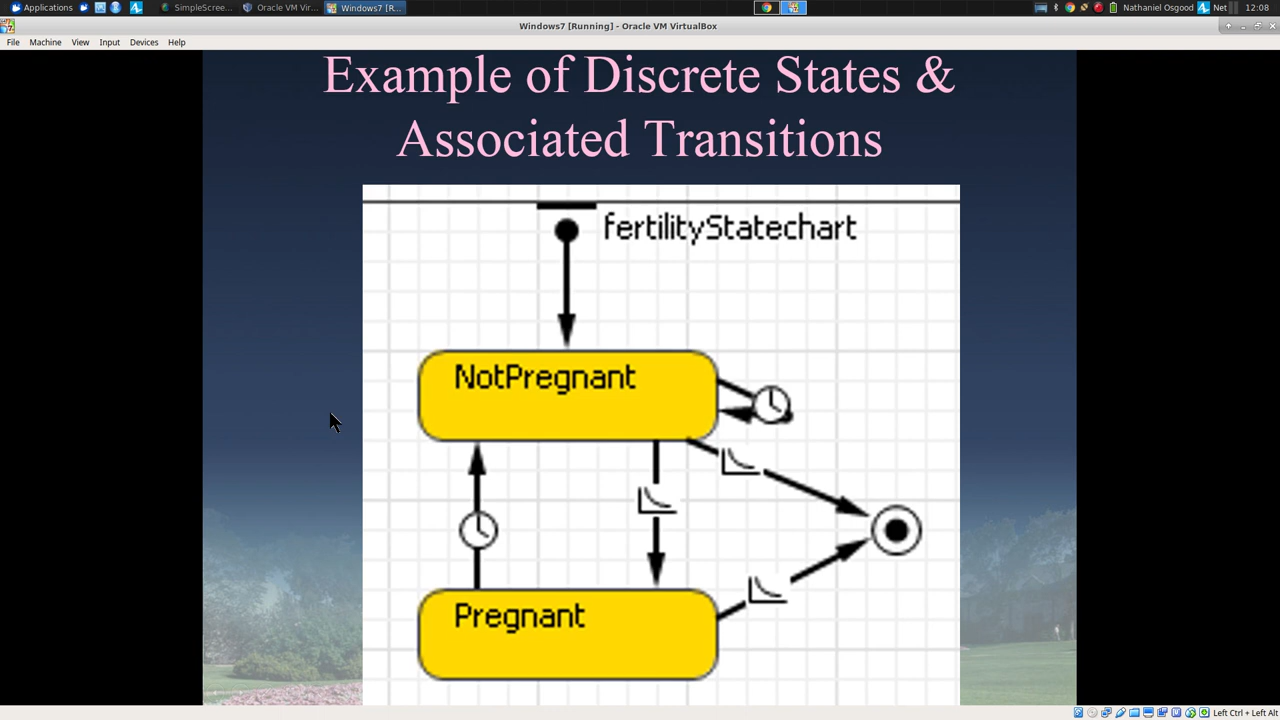 Applications
SimpleScree...
Oracle VM Vir...
Windows7 [R...
Nathaniel Osgood
Net
12:08
Windows7 [Running] - Oracle VM VirtualBox
File Machine View Input Devices Help
Example of Discrete States &
Associated Transitions
fertilityStatechart
NotPregnant
Pregnant
Left Ctrl + Left Alt